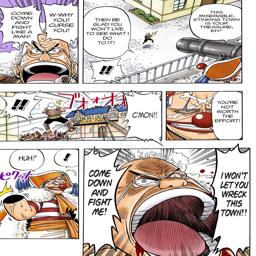 THIS
MISERABLE,
STINKING TOWN
IS YOUR
TREASURE,
EH?
THEN BE
GLAD YOU
WON'T LIVE
TO SEE WHAT
I DO
TO IT!
!!
W-WHY
YOU!
CURSE
YOU!
COME
DOWN
AND
FIGHT
LIKE A
MAN!!
YOU'RE
NOT
WORTH
THE
EFFORT!
C'MON!!
!!
!!
I WON'T
LET YOU
WRECK
THIS
TOWN!!
COME
DOWN
AND
FIGHT
ME!
!!
HUH?